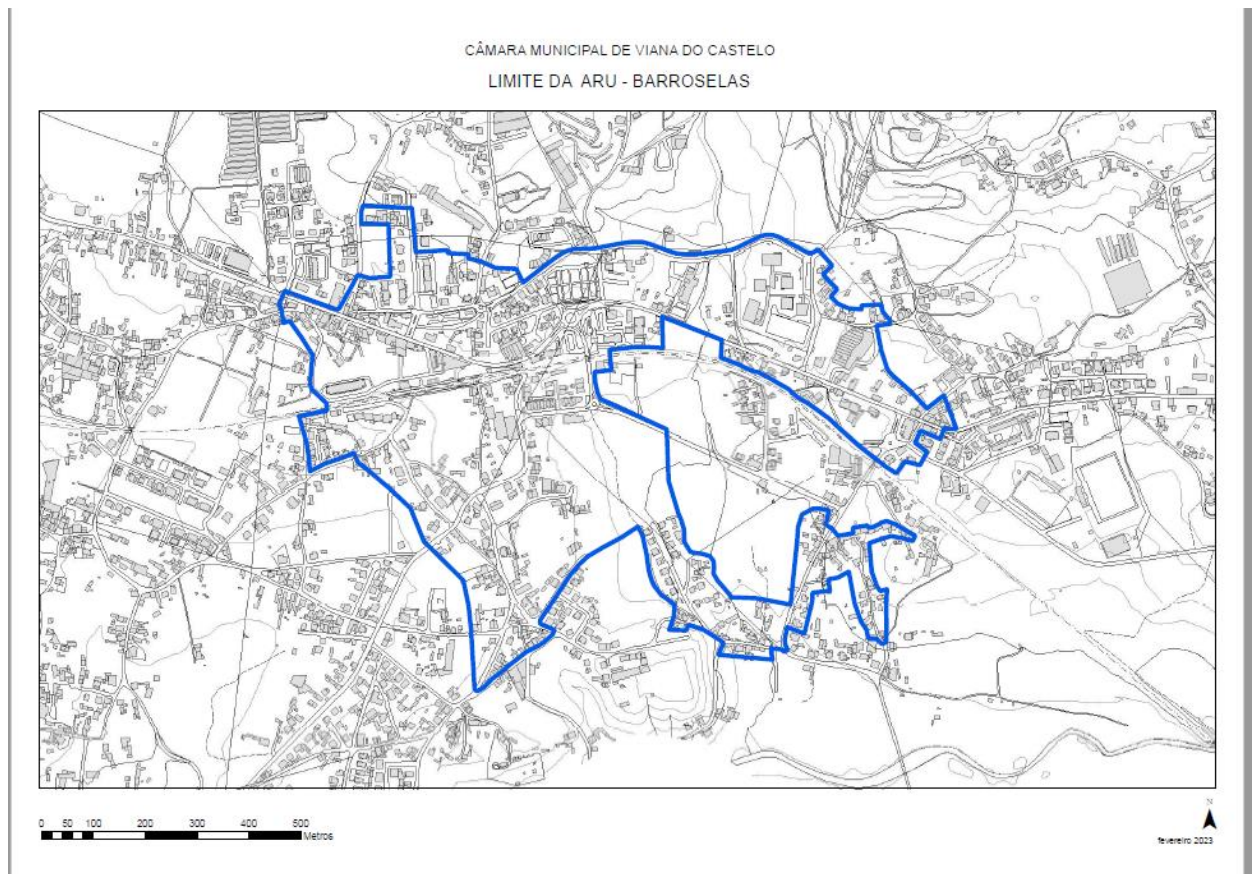 CÂMARA MUNICIPAL DE VIANA DO CASTELO
LIMITE DA ARU - BARROSELAS
0 50 100 200 300 400 500
Metros
N
fevereiro 2023